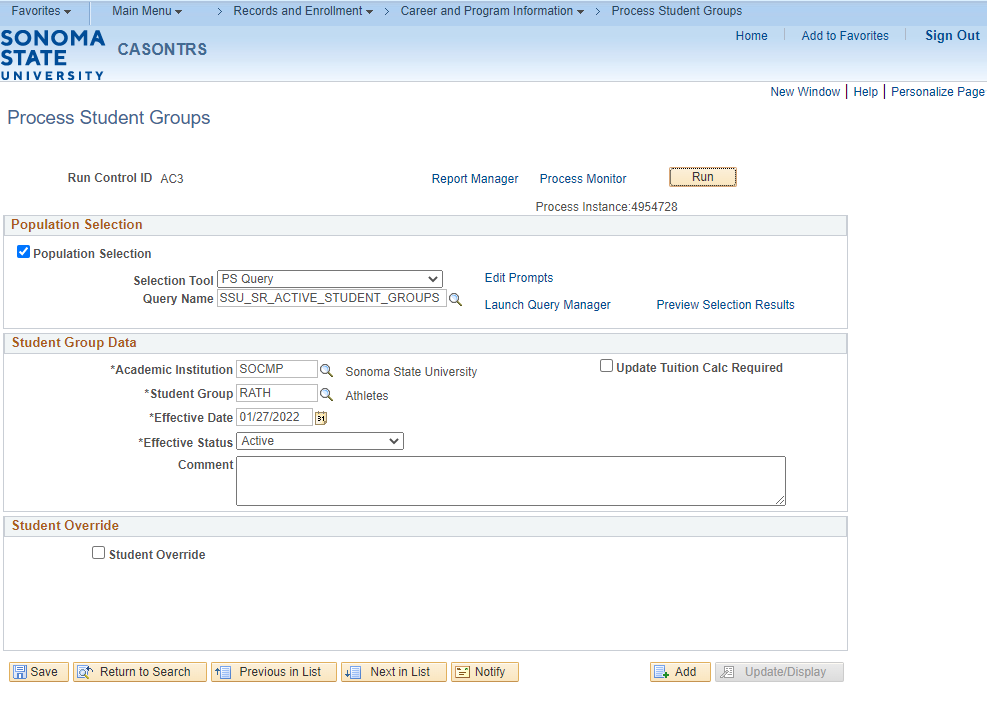 Favorites Main Menu > Records and Enrollment > Career and Program Information > Process Student Groups
SONOMA
STATE
UNIVERSITY
CASONTRS
Home Add to Favorites Sign Out
New Window Help Personalize Page
Process Student Groups
Run Control ID AC3 Report Manager Process Monitor Run
Process Instance:4954728
Population Selection
Population Selection
Selection Tool PS Query Edit Prompts
Query Name SSU_SR_ACTIVE_STUDENT_GROUPS Launch Query Manager Preview Selection Results
Student Group Data
*Academic Institution SOCMP Sonoma State University Update Tuition Calc Required
*Student Group RATH Athletes
*Effective Date 01/27/2022 31
*Effective Status Active
Comment
Student Override
Student Override
Save Return to Search Previous in List Next in List Notify Add Update/Display